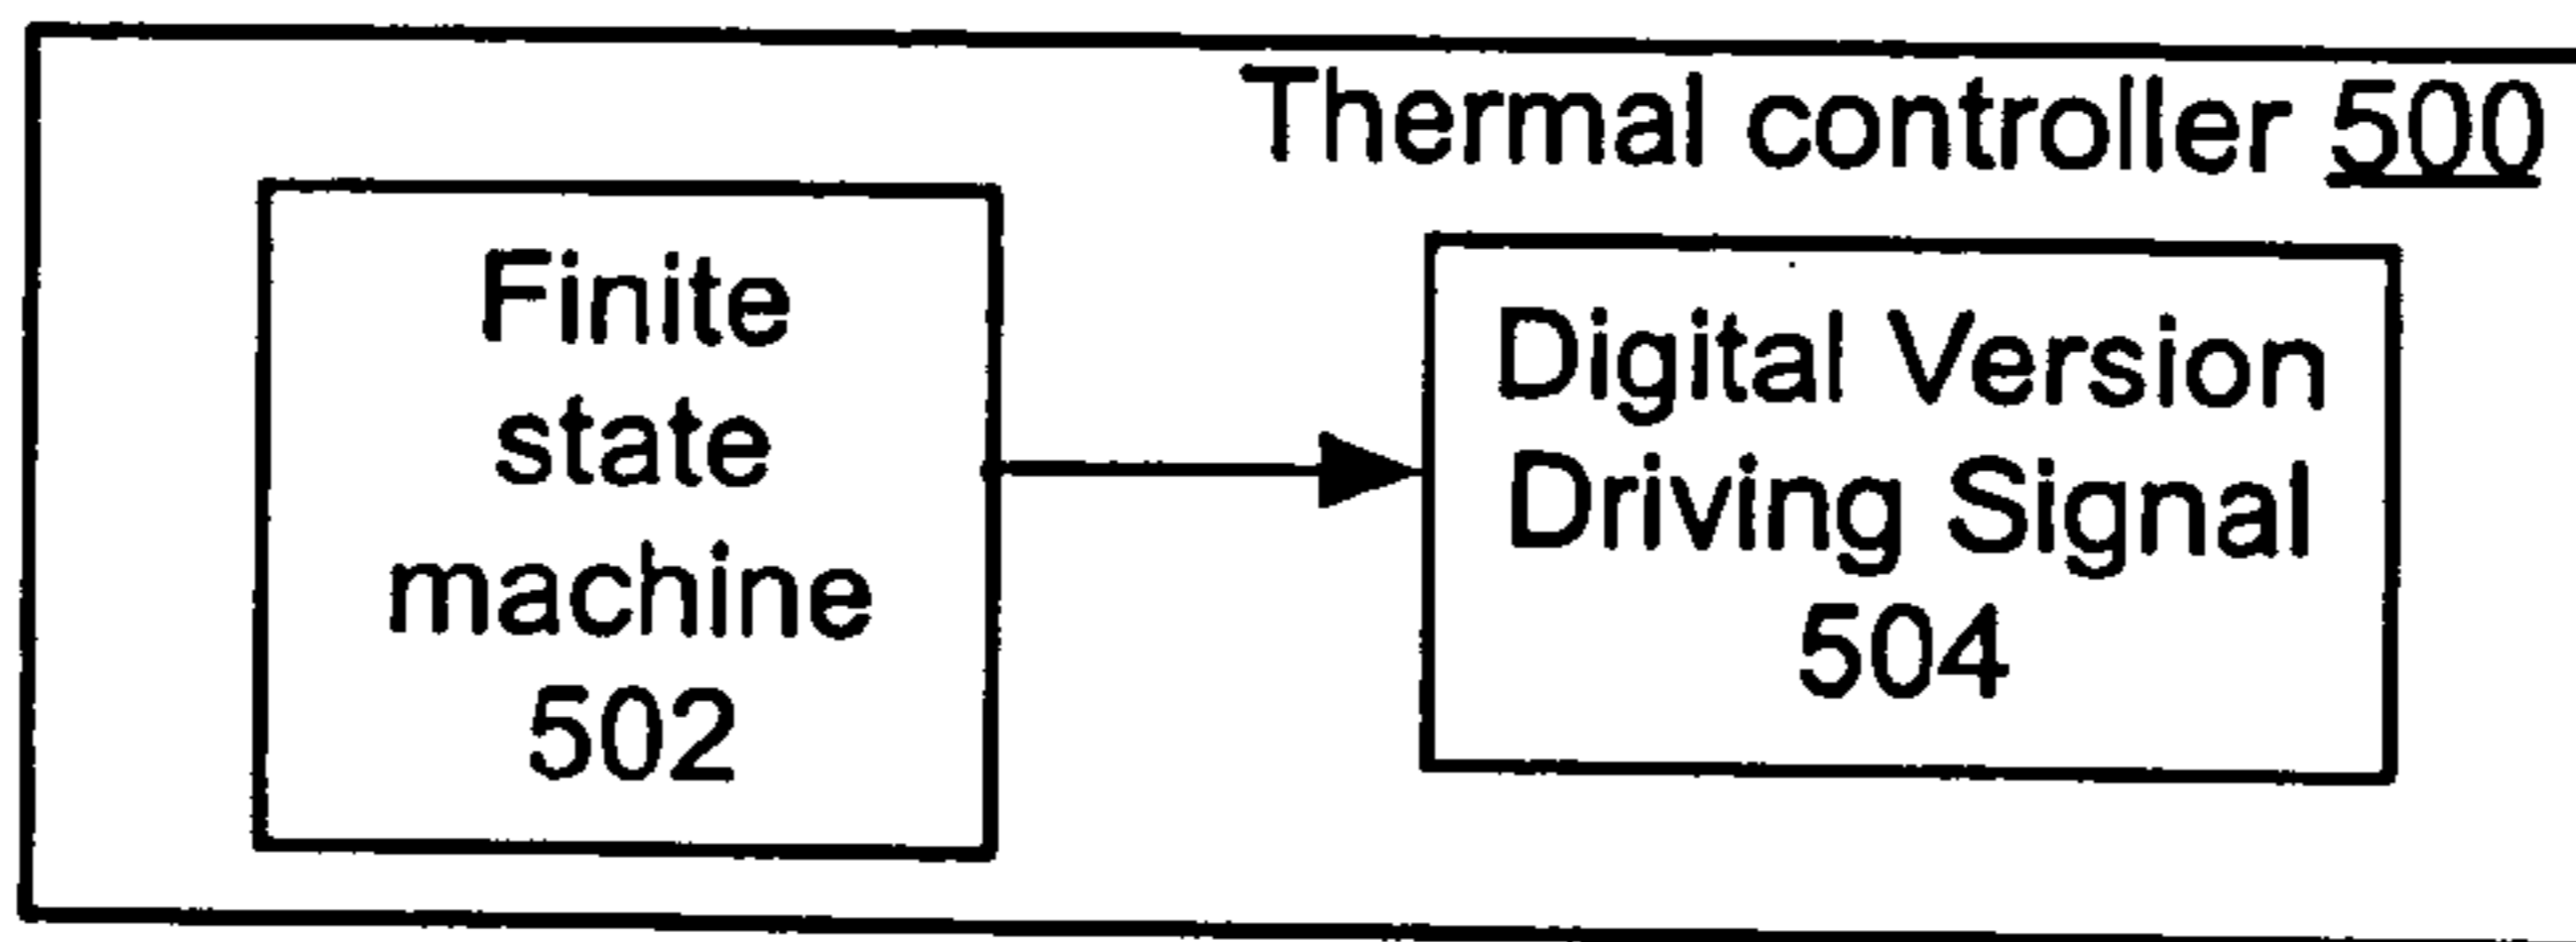 Thermal controller 500
Finite
state
machine
502
Digital Version
Driving Signal
504